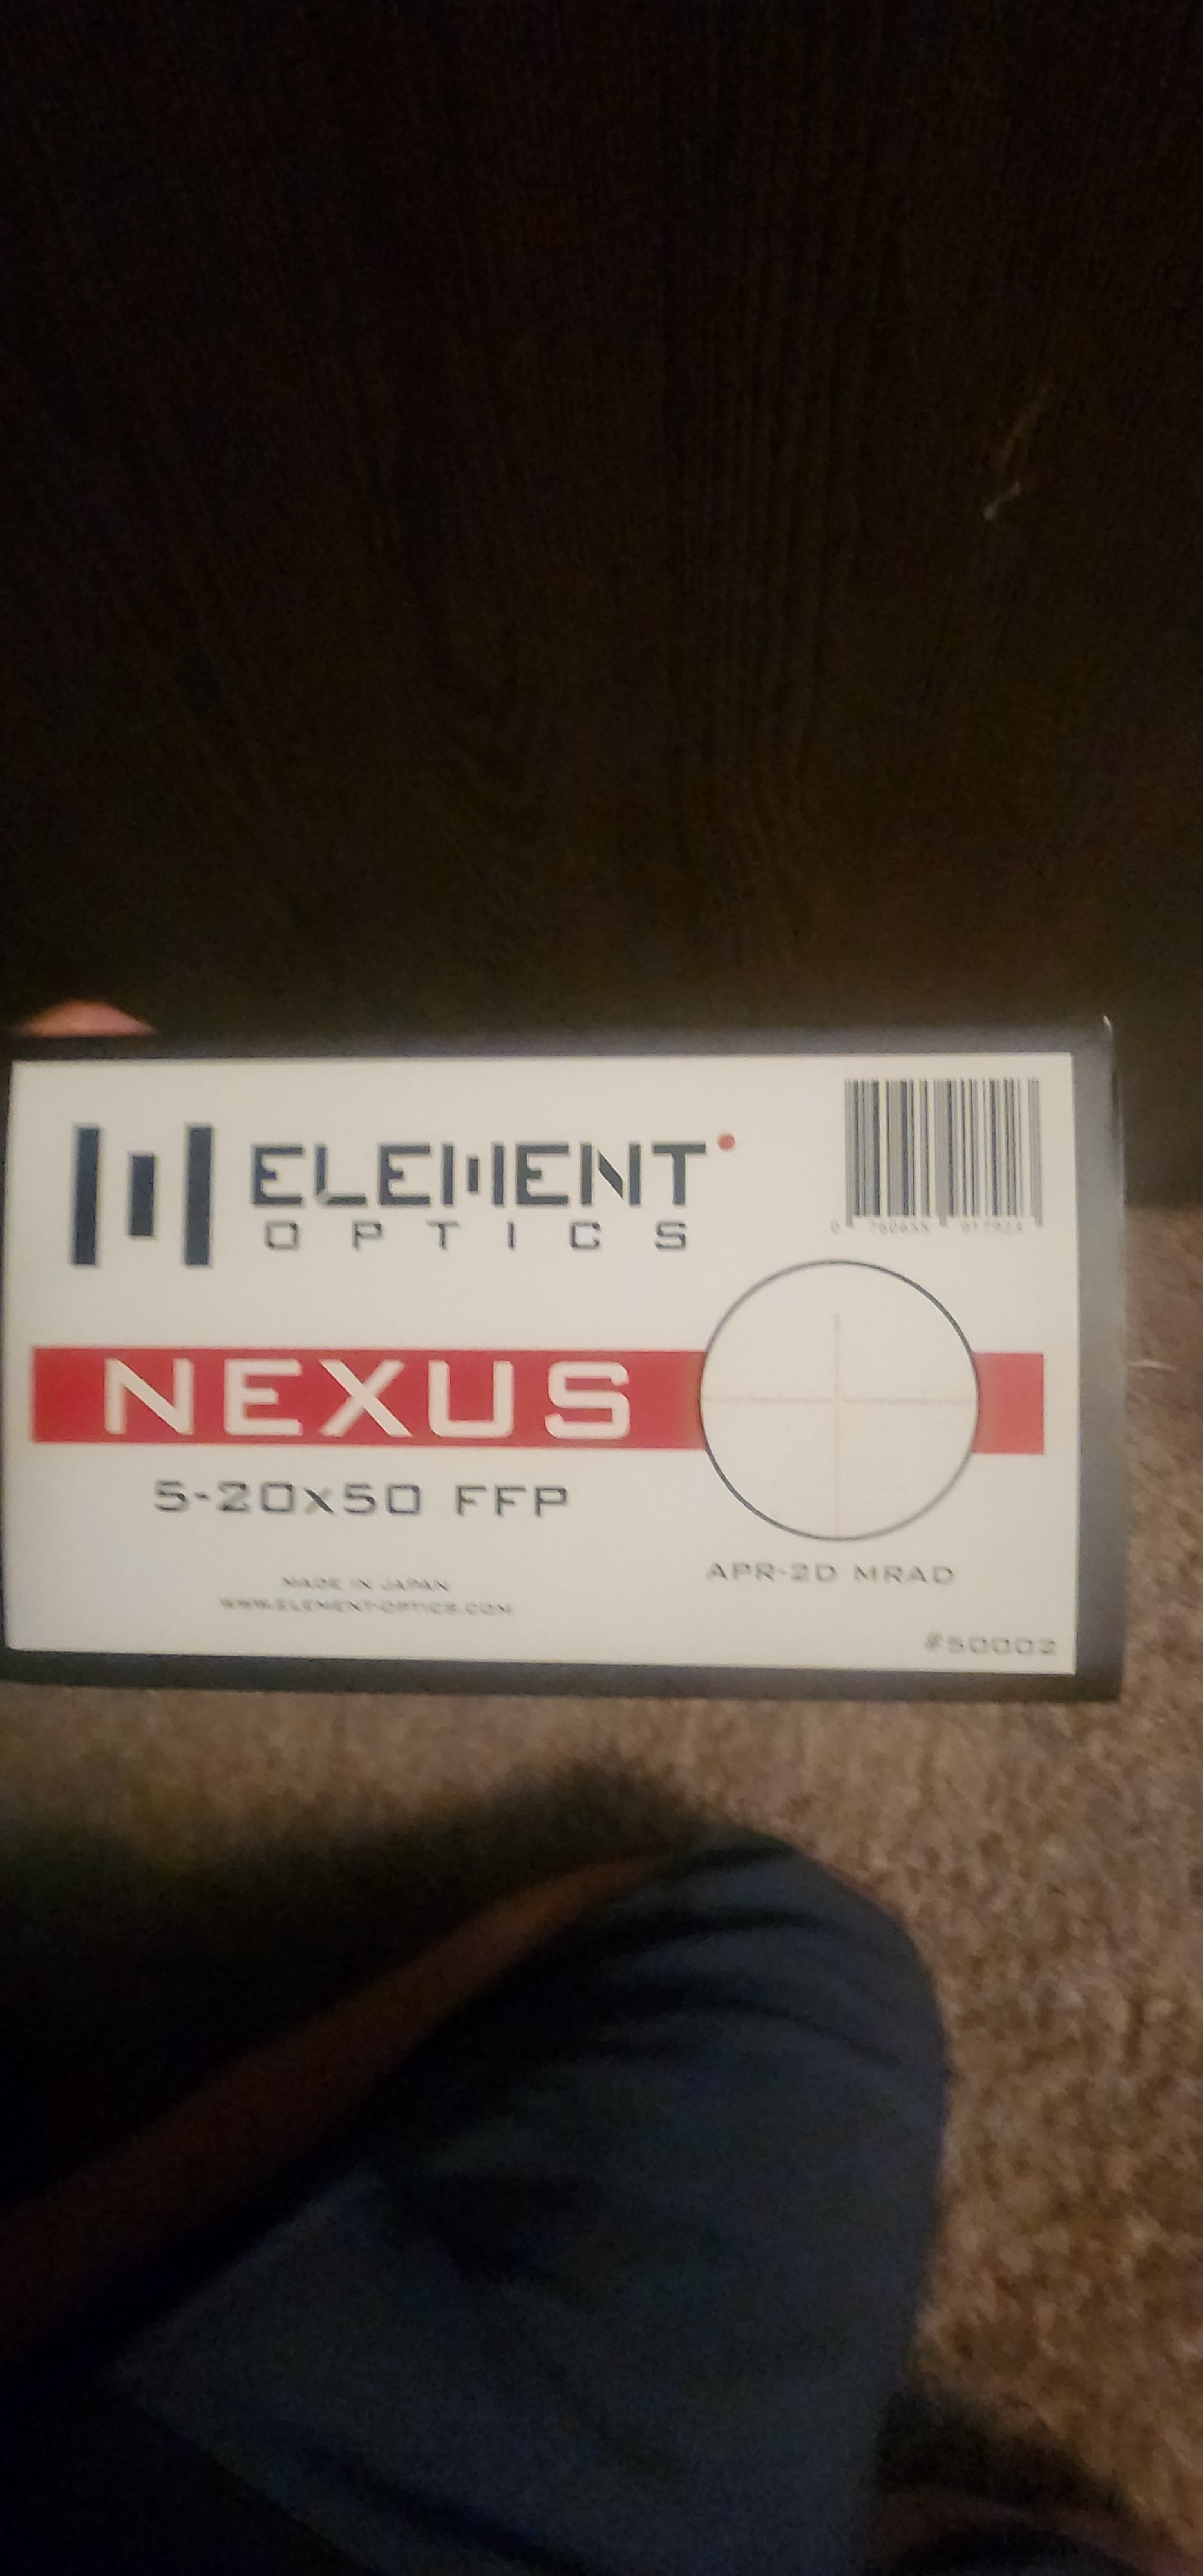 ELEMENT
OPTICS
NEXUS
5-20x50 FFP
APR-2D MRAD
MADE IN JAPAN
WWW.ELEMENT-OPTICS.COM
#50002